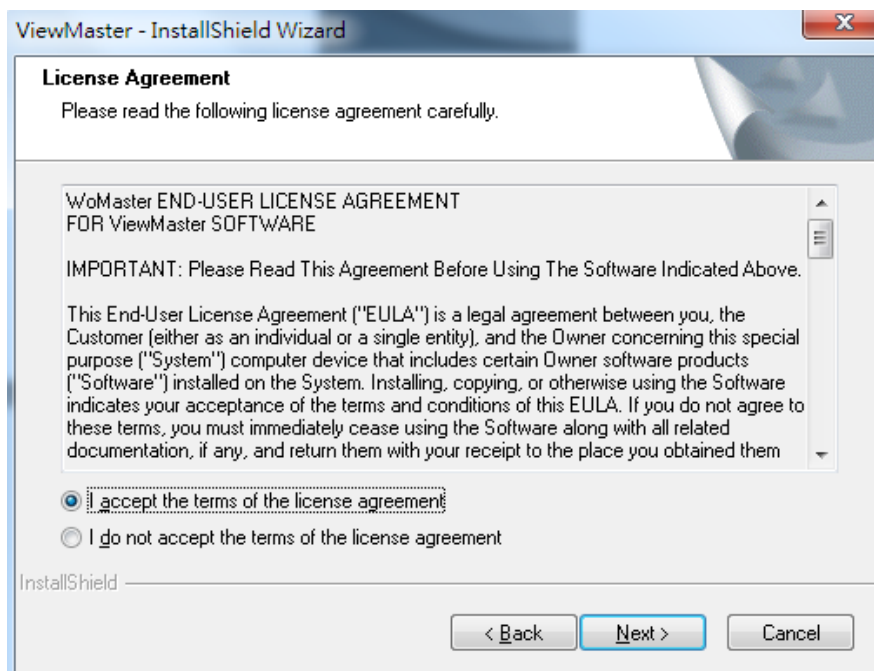 ViewMaster - InstallShield Wizard
License Agreement
Please read the following license agreement carefully.
WoMaster END-USER LICENSE AGREEMENT
FOR ViewMaster SOFTWARE
IMPORTANT: Please Read This Agreement Before Using The Software Indicated Above.
This End-User License Agreement ("EULA") is a legal agreement between you, the
Customer (either as an individual or a single entity), and the Owner concerning this special
purpose ("System") computer device that includes certain Owner software products
("Software") installed on the System. Installing, copying, or otherwise using the Software
indicates your acceptance of the terms and conditions of this EULA. If you do not agree to
these terms, you must immediately cease using the Software along with all related
documentation, if any, and return them with your receipt to the place you obtained them
I accept the terms of the license agreement
I do not accept the terms of the license agreement
InstallShield
< Back
Next >
Cancel